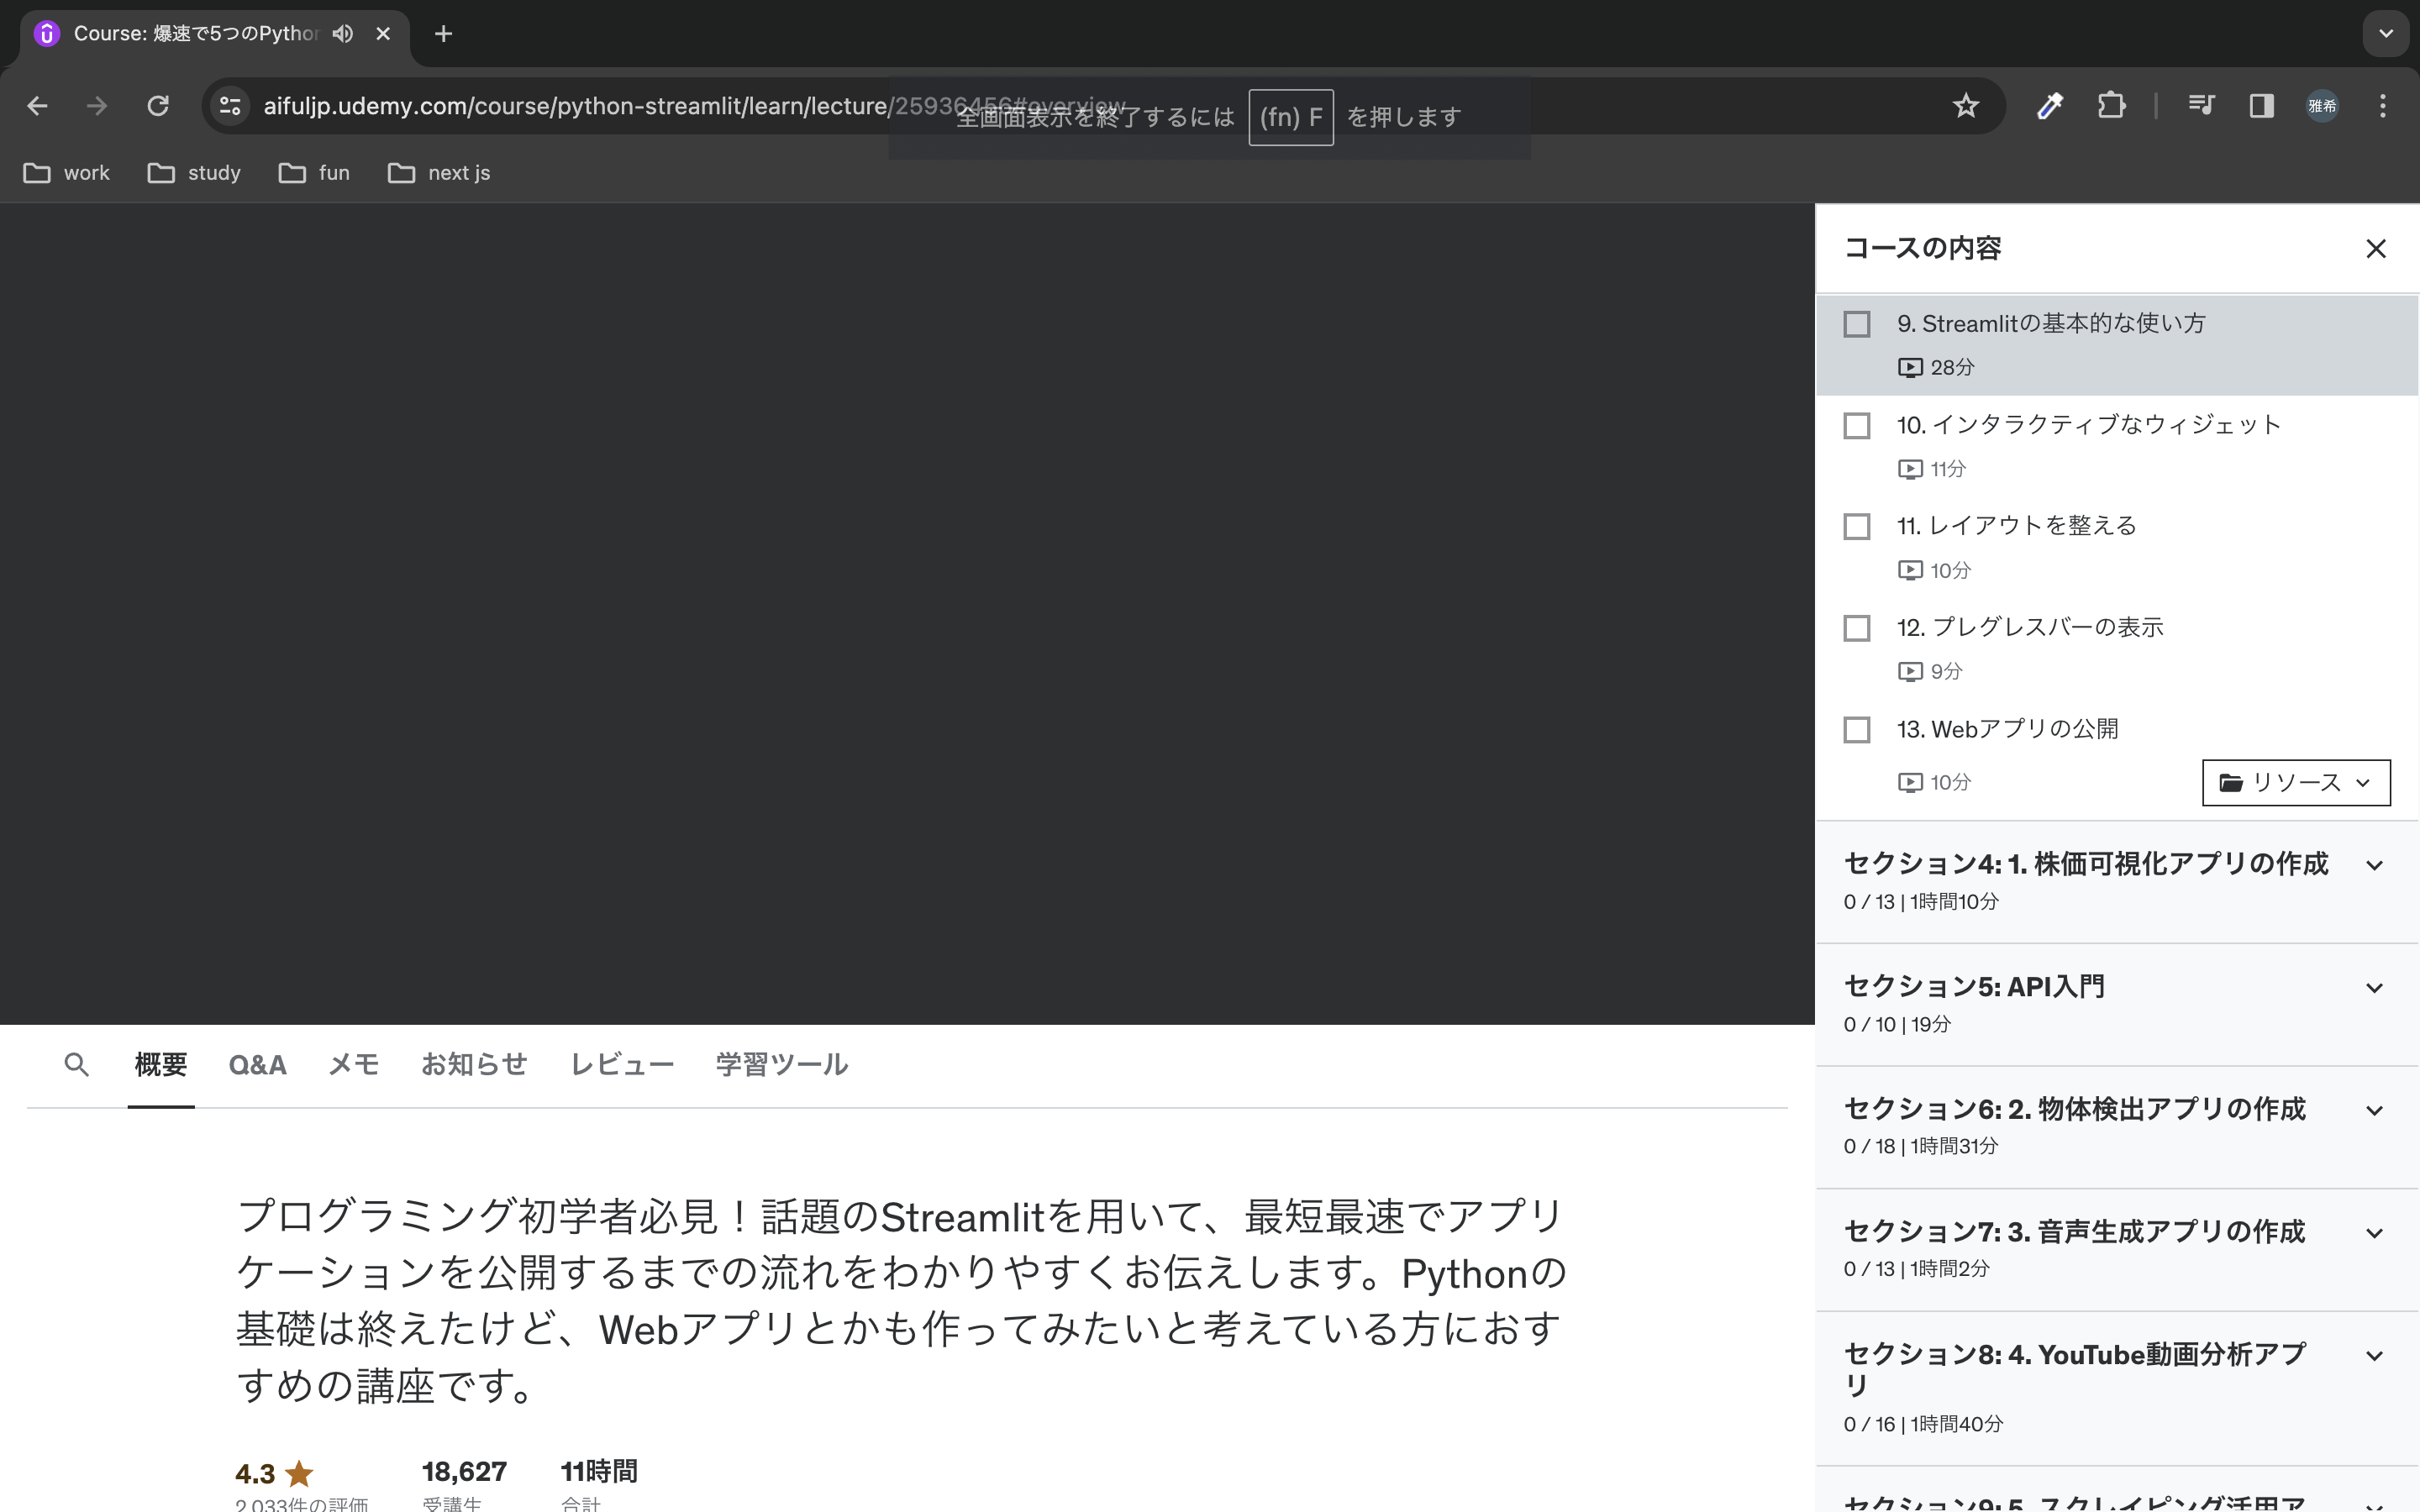 Course: 爆速で5つのPython
aifuljp.udemy.com/course/python-streamlit/learn/lecture/25936456#overview
全画面表示を終了するには (fn) F を押します
雅希
work
study
fun
next js
コースの内容
9. Streamlitの基本的な使い方
28分
10. インタラクティブなウィジェット
11分
11. レイアウトを整える
10分
12. プレグレスバーの表示
9分
13. Webアプリの公開
10分
リソース
セクション4: 1. 株価可視化アプリの作成
0 / 13 | 1時間10分
セクション5: API入門
0 / 10 | 19分
セクション6: 2. 物体検出アプリの作成
0 / 18 | 1時間31分
セクション7: 3. 音声生成アプリの作成
0 / 13 | 1時間2分
セクション8: 4. YouTube動画分析アプ
リ
0 / 16 | 1時間40分
セクション9: 5. スクレイピング活用ア
概要
Q&A
メモ
お知らせ
レビュー
学習ツール
プログラミング初学者必見！話題のStreamlitを用いて、最短最速でアプリ
ケーションを公開するまでの流れをわかりやすくお伝えします。Pythonの
基礎は終えたけど、Webアプリとかも作ってみたいと考えている方におす
すめの講座です。
4.3
2,033件の評価
18,627
受講生
11時間
合計